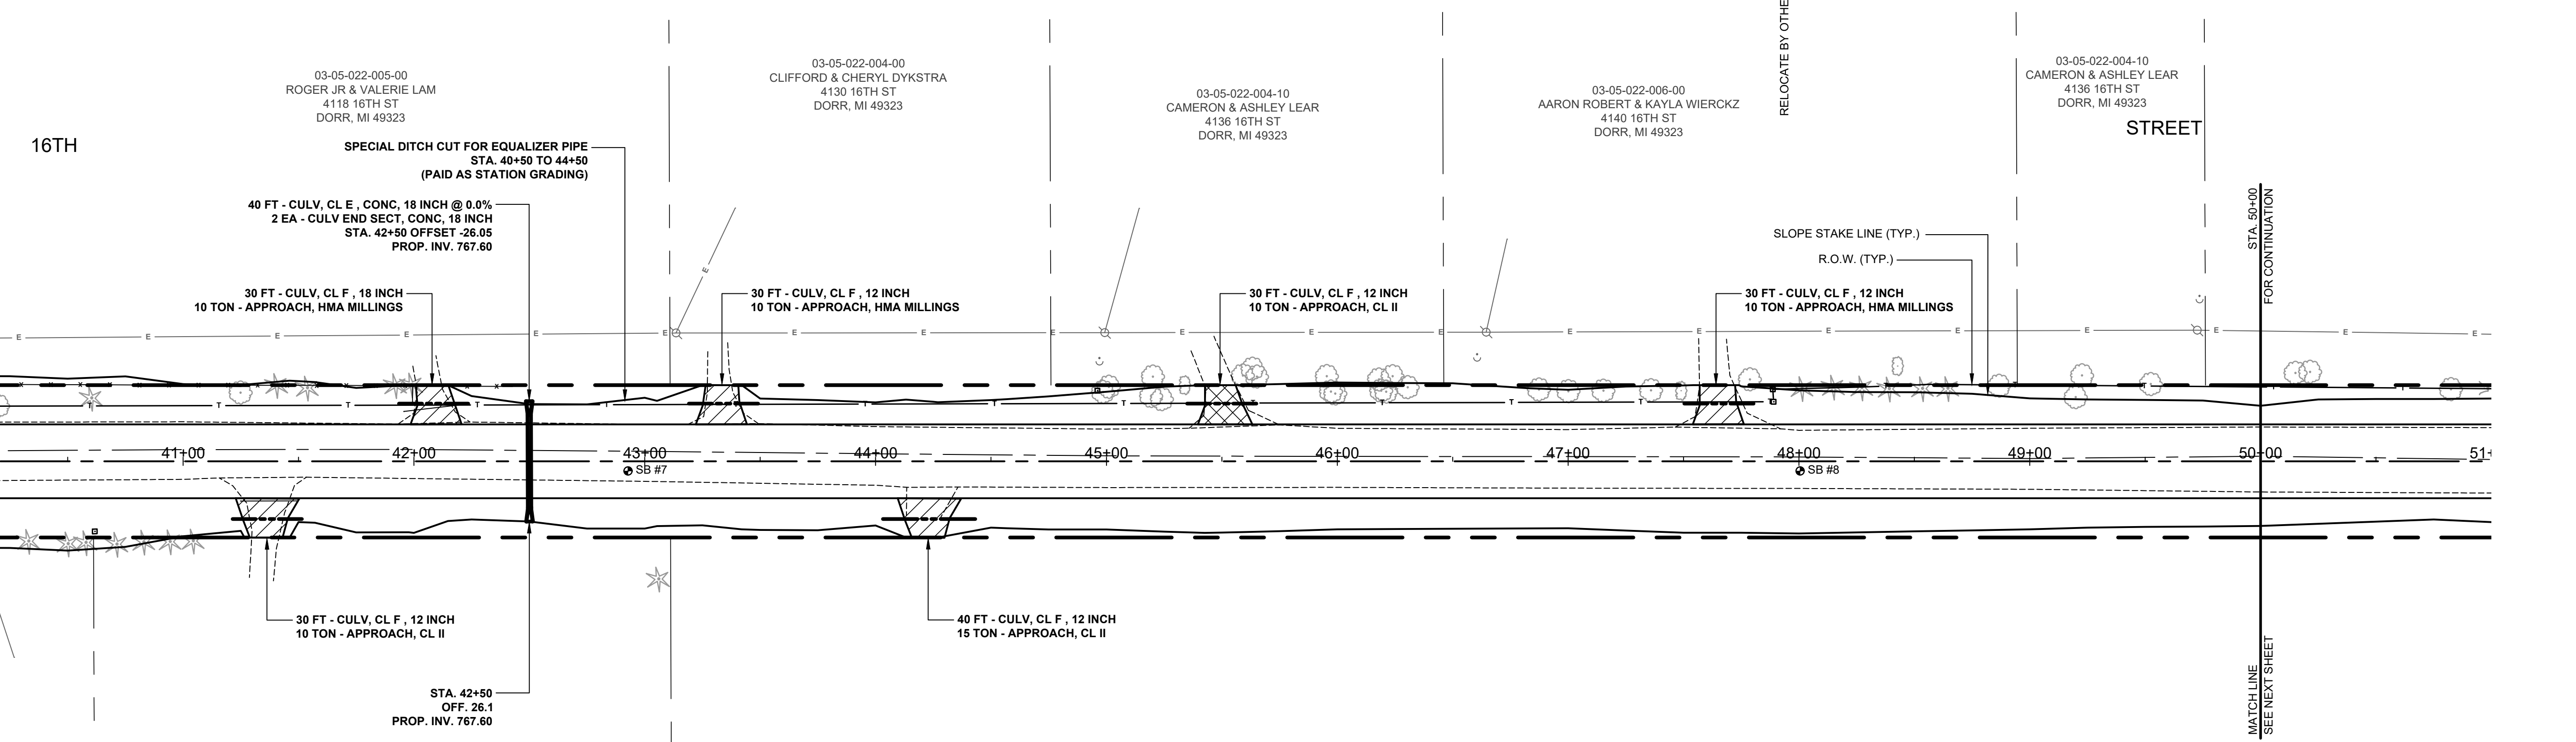 RELOCATE BY OTHE
03-05-022-005-00
ROGER JR & VALERIE LAM
4118 16TH ST
DORR, MI 49323
03-05-022-004-00
CLIFFORD & CHERYL DYKSTRA
4130 16TH ST
DORR, MI 49323
03-05-022-004-10
CAMERON & ASHLEY LEAR
4136 16TH ST
DORR, MI 49323
03-05-022-006-00
AARON ROBERT & KAYLA WIERCKZ
4140 16TH ST
DORR, MI 49323
03-05-022-004-10
CAMERON & ASHLEY LEAR
4136 16TH ST
DORR, MI 49323
16TH
STREET
SPECIAL DITCH CUT FOR EQUALIZER PIPE
STA. 40+50 TO 44+50
(PAID AS STATION GRADING)
40 FT - CULV, CL E , CONC, 18 INCH @ 0.0%
2 EA - CULV END SECT, CONC, 18 INCH
STA. 42+50 OFFSET -26.05
PROP. INV. 767.60
30 FT - CULV, CL F , 18 INCH
10 TON - APPROACH, HMA MILLINGS
30 FT - CULV, CL F , 12 INCH
10 TON - APPROACH, HMA MILLINGS
30 FT - CULV, CL F , 12 INCH
10 TON - APPROACH, CL II
30 FT - CULV, CL F , 12 INCH
10 TON - APPROACH, HMA MILLINGS
SLOPE STAKE LINE (TYP.)
R.O.W. (TYP.)
STA. 50+00
FOR CONTINUATION
E
E E E E E E E E E E E E E E E E E E E E
T T T T T T T T T T T T T T
41+00
42+00
43+00
44+00
45+00
46+00
47+00
48+00
49+00
50+00
51+
SB #7
SB #8
30 FT - CULV, CL F , 12 INCH
10 TON - APPROACH, CL II
40 FT - CULV, CL F , 12 INCH
15 TON - APPROACH, CL II
STA. 42+50
OFF. 26.1
PROP. INV. 767.60
MATCH LINE
SEE NEXT SHEET